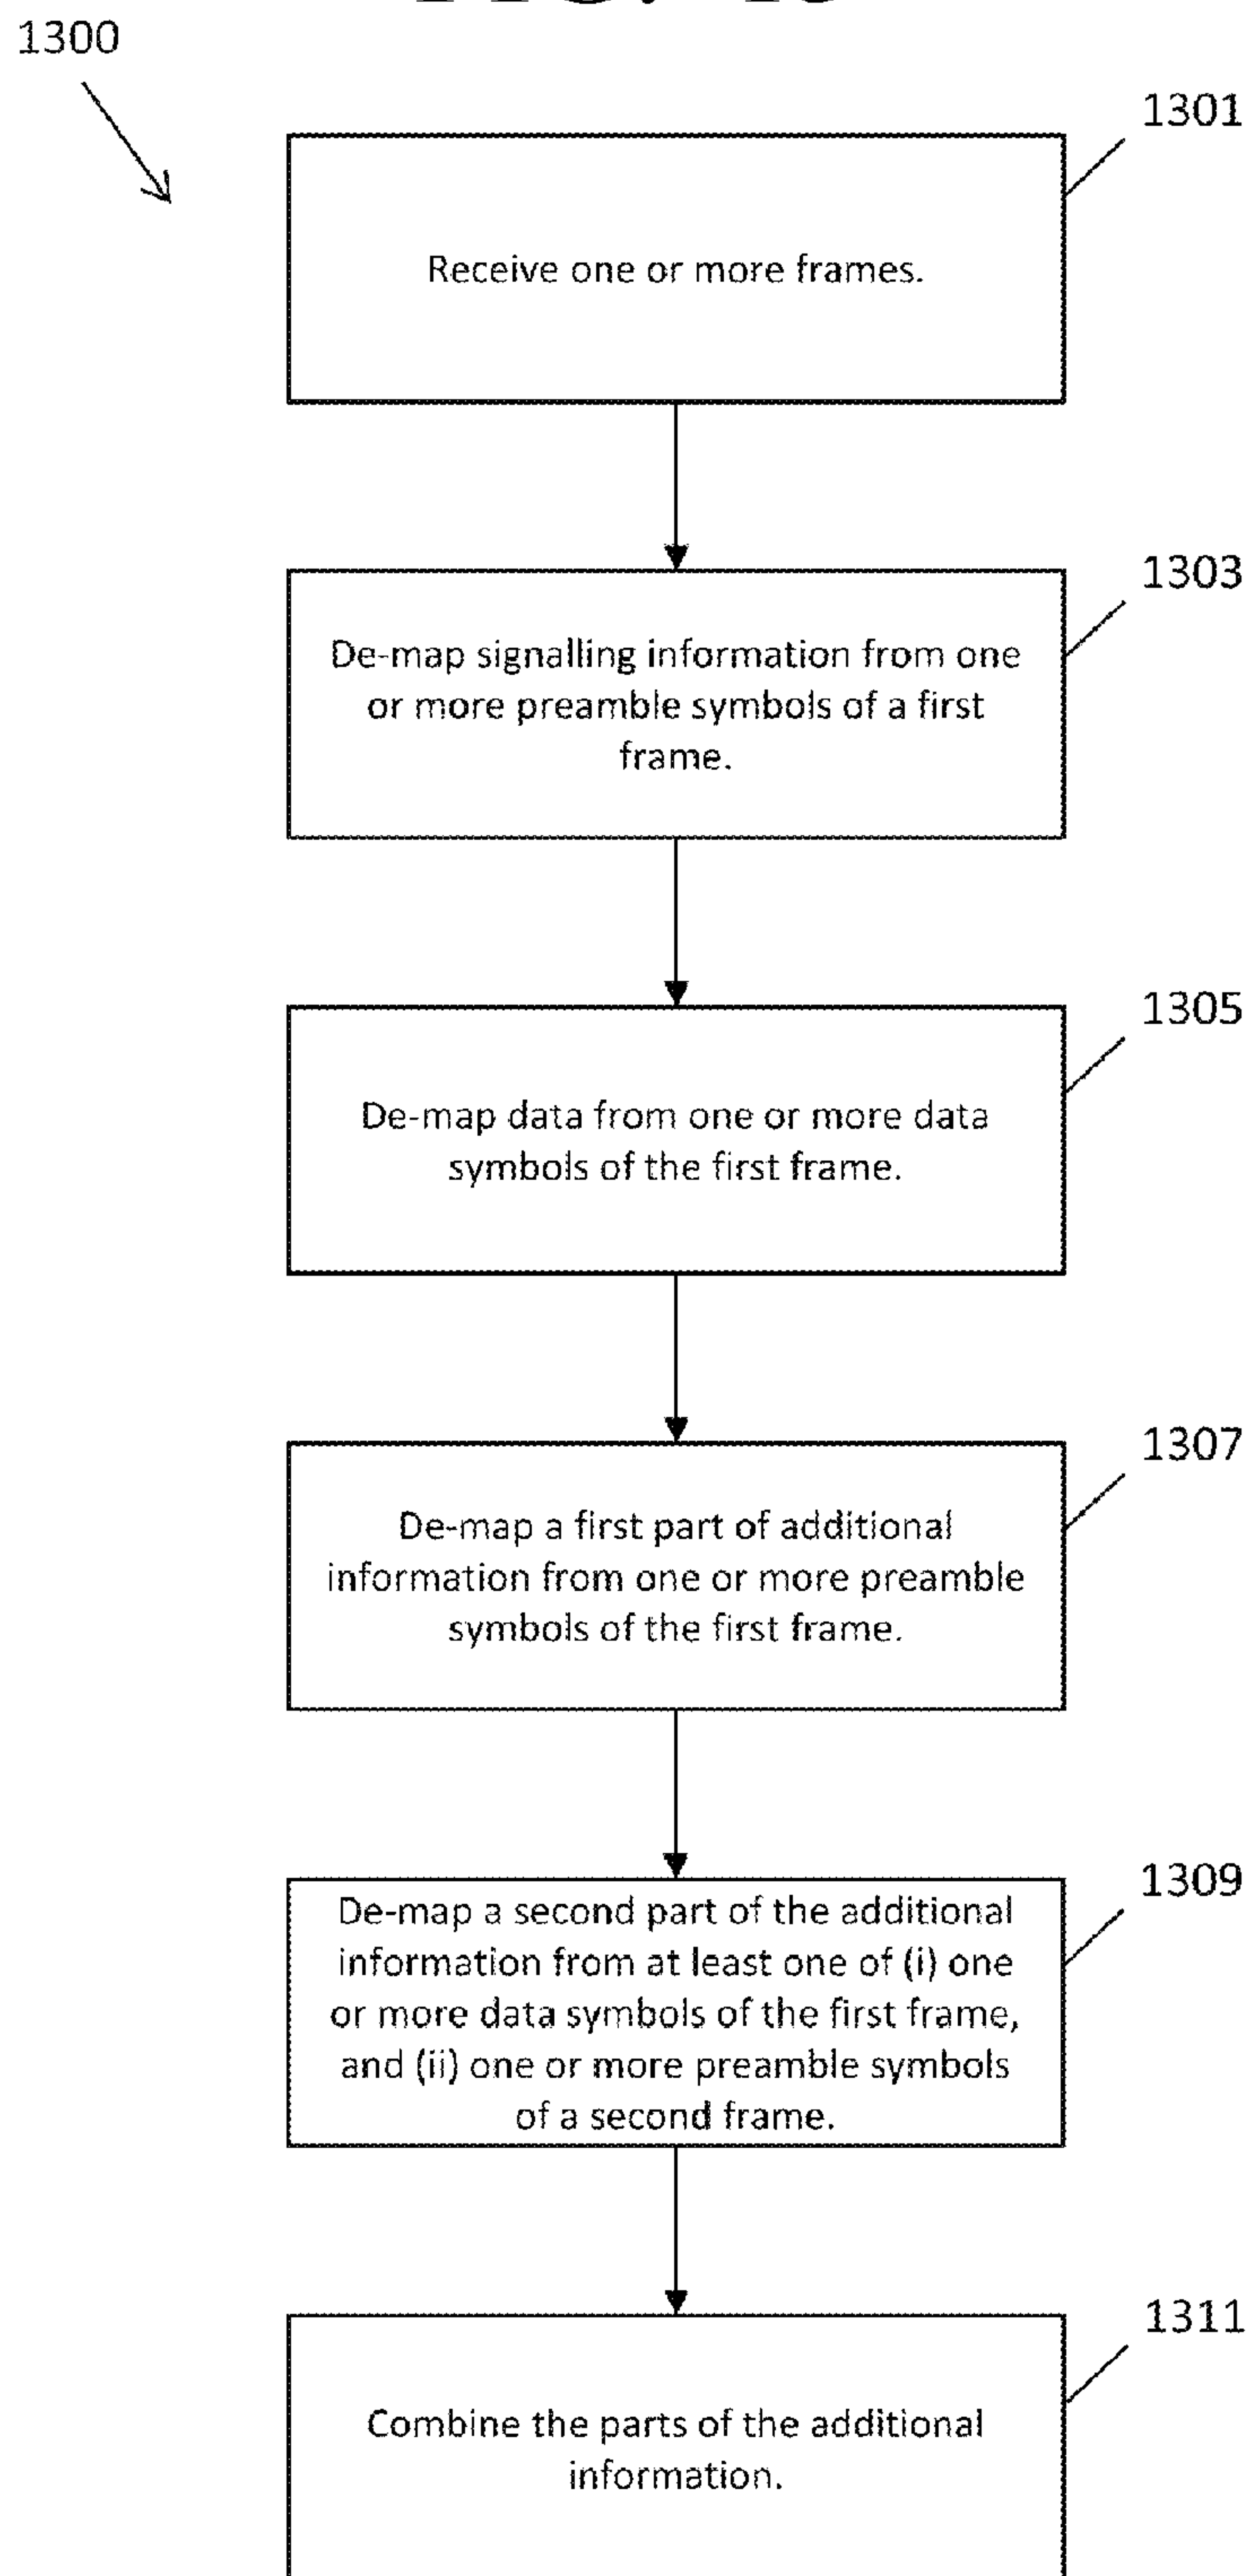 1300
1301
Receive one or more frames.
1303
De-map signalling information from one
or more preamble symbols of a first
frame.
1305
De-map data from one or more data
symbols of the first frame.
1307
De-map a first part of additional
information from one or more preamble
symbols of the first frame.
1309
De-map a second part of the additional
information from at least one of (i) one
or more data symbols of the first frame,
and (ii) one or more preamble symbols
of a second frame.
1311
Combine the parts of the additional
information.